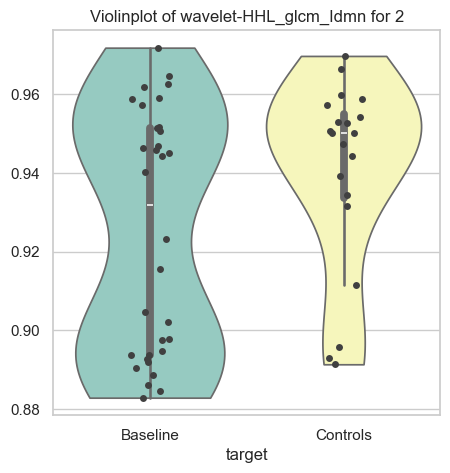 Violinplot of wavelet-HHL_glcm_Idmn for 2
0.96
0.94
0.92
0.90
0.88
Baseline
Controls
target